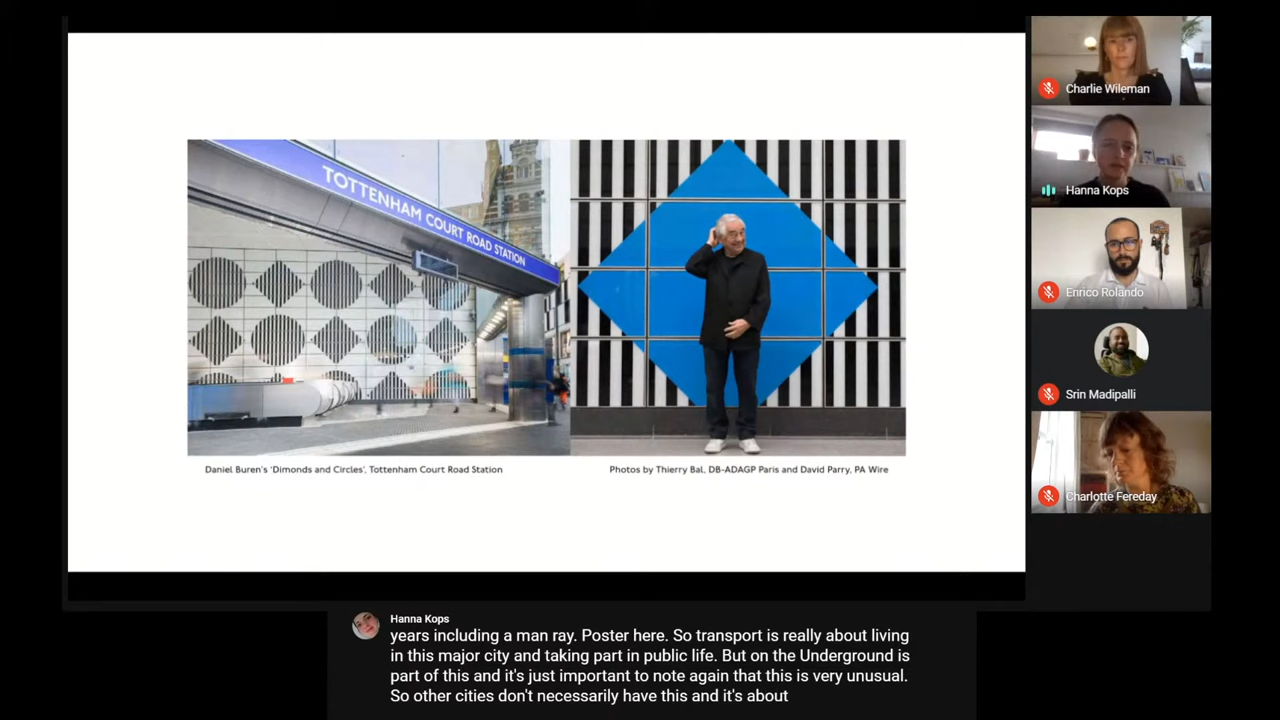 TOTTENHAM COURT ROAD STATION
Daniel Buren's 'Dimonds and Circles', Tottenham Court Road Station
Photos by Thierry Bal, DB-ADAGP Paris and David Parry, PA Wire
Charlie Wileman
Hanna Kops
Enrico Rolando
Srin Madipalli
Charlotte Fereday
Hanna Kops
years including a man ray. Poster here. So transport is really about living
in this major city and taking part in public life. But on the Underground is
part of this and it's just important to note again that this is very unusual.
So other cities don't necessarily have this and it's about